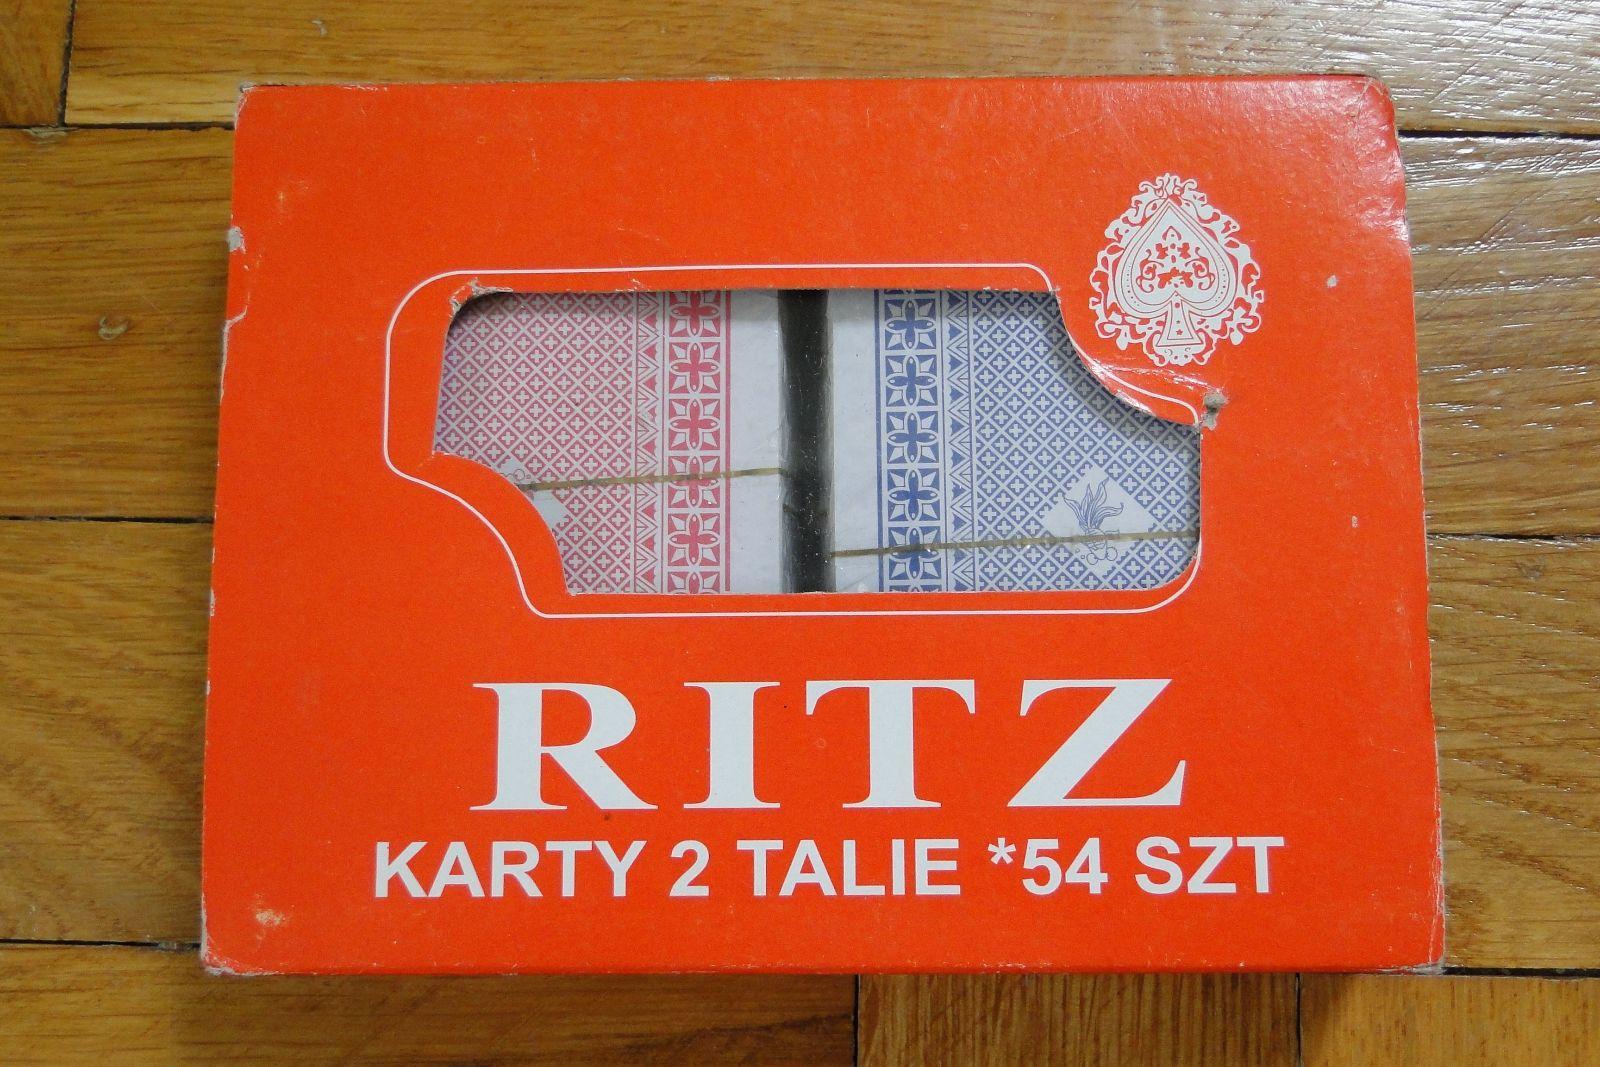 RITZ
KARTY 2 TALIE *54 SZT